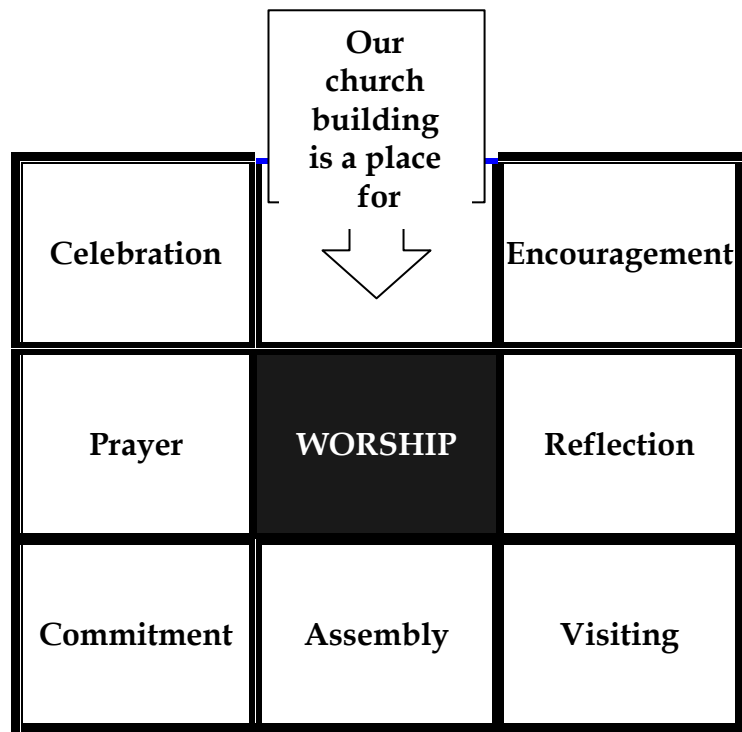 Our
church
building
is a place
for
Celebration
Encouragement
Prayer
WORSHIP
Reflection
Commitment
Assembly
Visiting